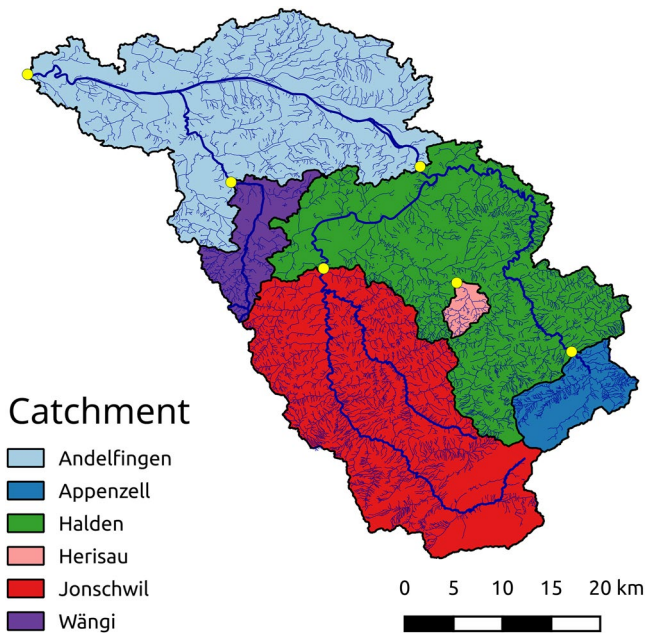 Catchment
Andelfingen
Appenzell
Halden
Herisau
Jonschwil
Wängi
0 5 10 15 20 km